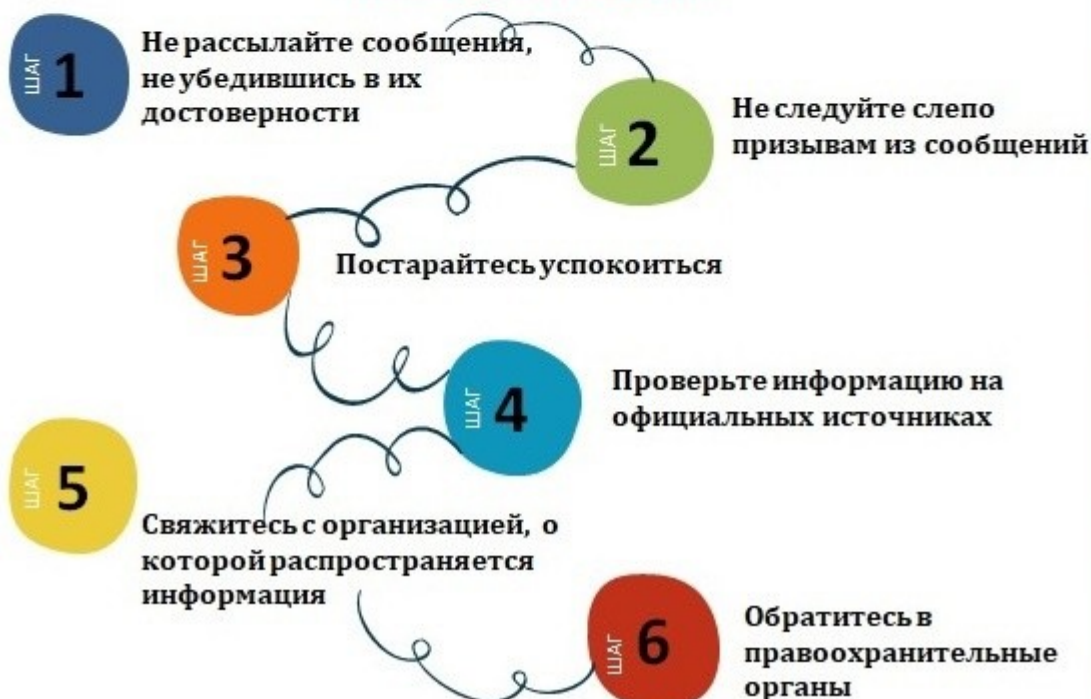 ШАГ 1
Не рассылайте сообщения,
не убедившись в их
достоверности
ШАГ 2
Не следуйте слепо
призывам из сообщений
ШАГ 3
Постарайтесь успокоиться
ШАГ 4
Проверьте информацию на
официальных источниках
ШАГ 5
Свяжитесь с организацией, о
которой распространяется
информация
ШАГ 6
Обратитесь в
правоохранительные
органы